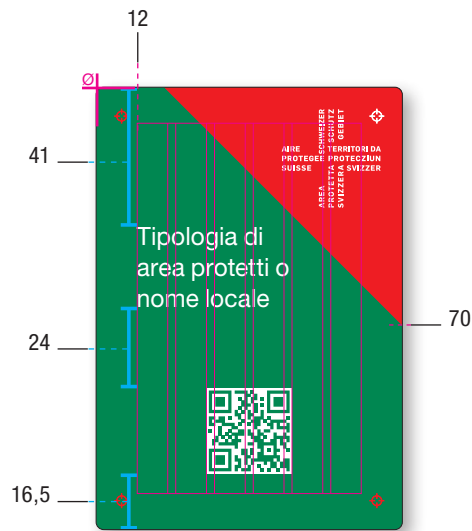 12
Ø
41
AIRE
PROTEGEE
SUISSE
TERRITORI DA
PROTECZIUN
SVIZZER
AREA SCHWEIZER
PROTETTA SCHUTZ
SVIZZERA GEBIET
Tipologia di
area protetti o
nome locale
70
24
16,5